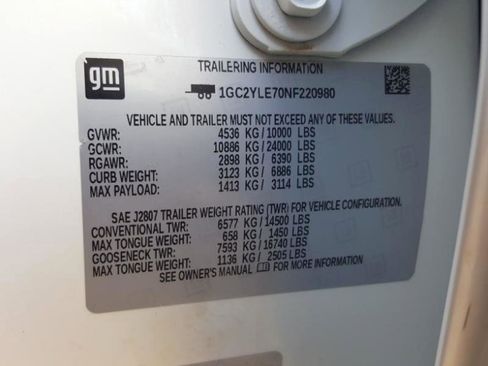 gm
TRAILERING INFORMATION
1GC2YLE70NF220980
VEHICLE AND TRAILER MUST NOT EXCEED ANY OF THESE RATINGS
GVWR: 4536 KG/10000 LBS
GCWR: 10886 KG/24000 LBS
RGAWR: 2898 KG/ 6390 LBS
CURB WEIGHT: 3123 KG/ 6886 LBS
MAX PAYLOAD: 1413 KG/ 3114 LBS
SAE J2807 TRAILER WEIGHT RATING (TWR) FOR VEHICLE CONFIGURATION.
CONVENTIONAL TWR: 6577 KG/14500 LBS
MAX TONGUE WEIGHT: 658 KG/ 1450 LBS
GOOSENECK TWR: 7593 KG/16740 LBS
MAX TONGUE WEIGHT: 1136 KG/ 2505 LBS
SEE OWNER'S MANUAL FOR MORE INFORMATION